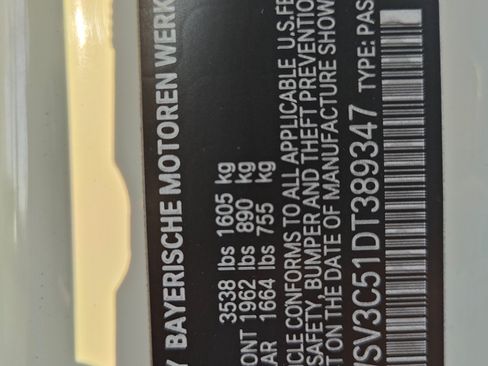 Y BAYERISCHE MOTOREN WERK
3538 lbs 1605 kg
ONT 1962 lbs 890 kg
AR 1664 lbs 755 kg
ICLE CONFORMS TO ALL APPLICABLE U.S.FE
SAFETY, BUMPER AND THEFT PREVENTION
T ON THE DATE OF MANUFACTURE SHOW
SV3C51DT389347 TYPE: PAS